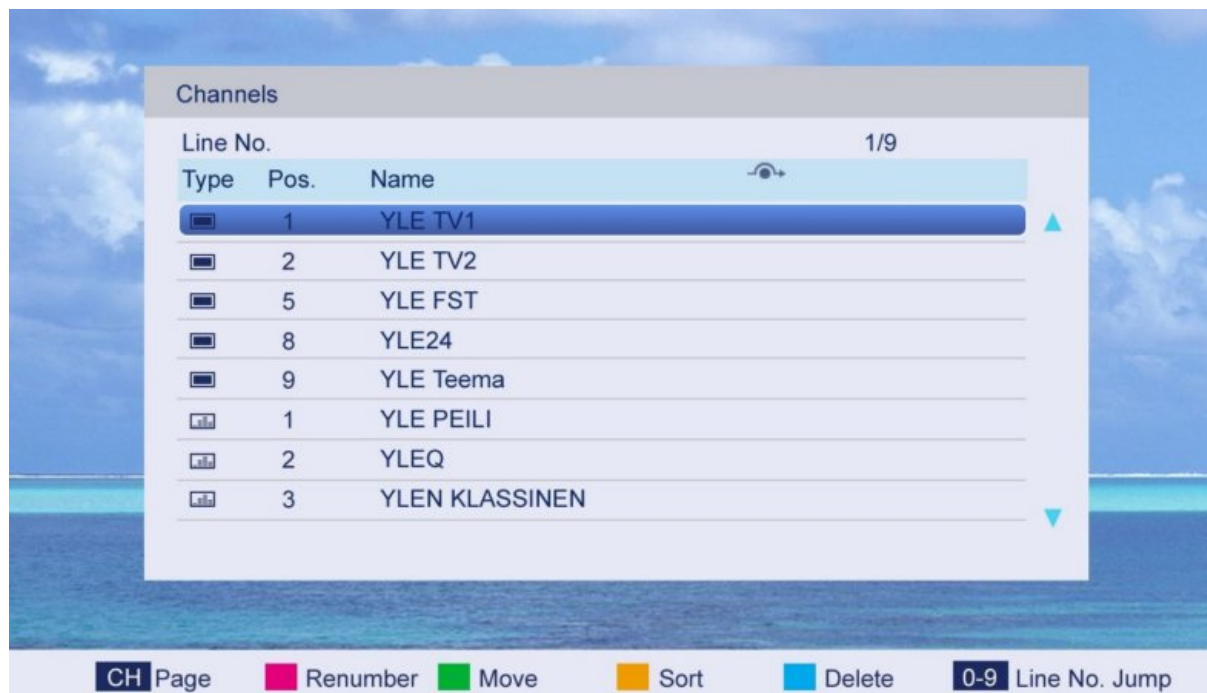 Channels
Line No. 1/9
Type Pos. Name
1 YLE TV1
2 YLE TV2
5 YLE FST
8 YLE24
9 YLE Teema
1 YLE PEILI
2 YLEQ
3 YLEN KLASSINEN
CH Page Renumber Move Sort Delete 0-9 Line No. Jump